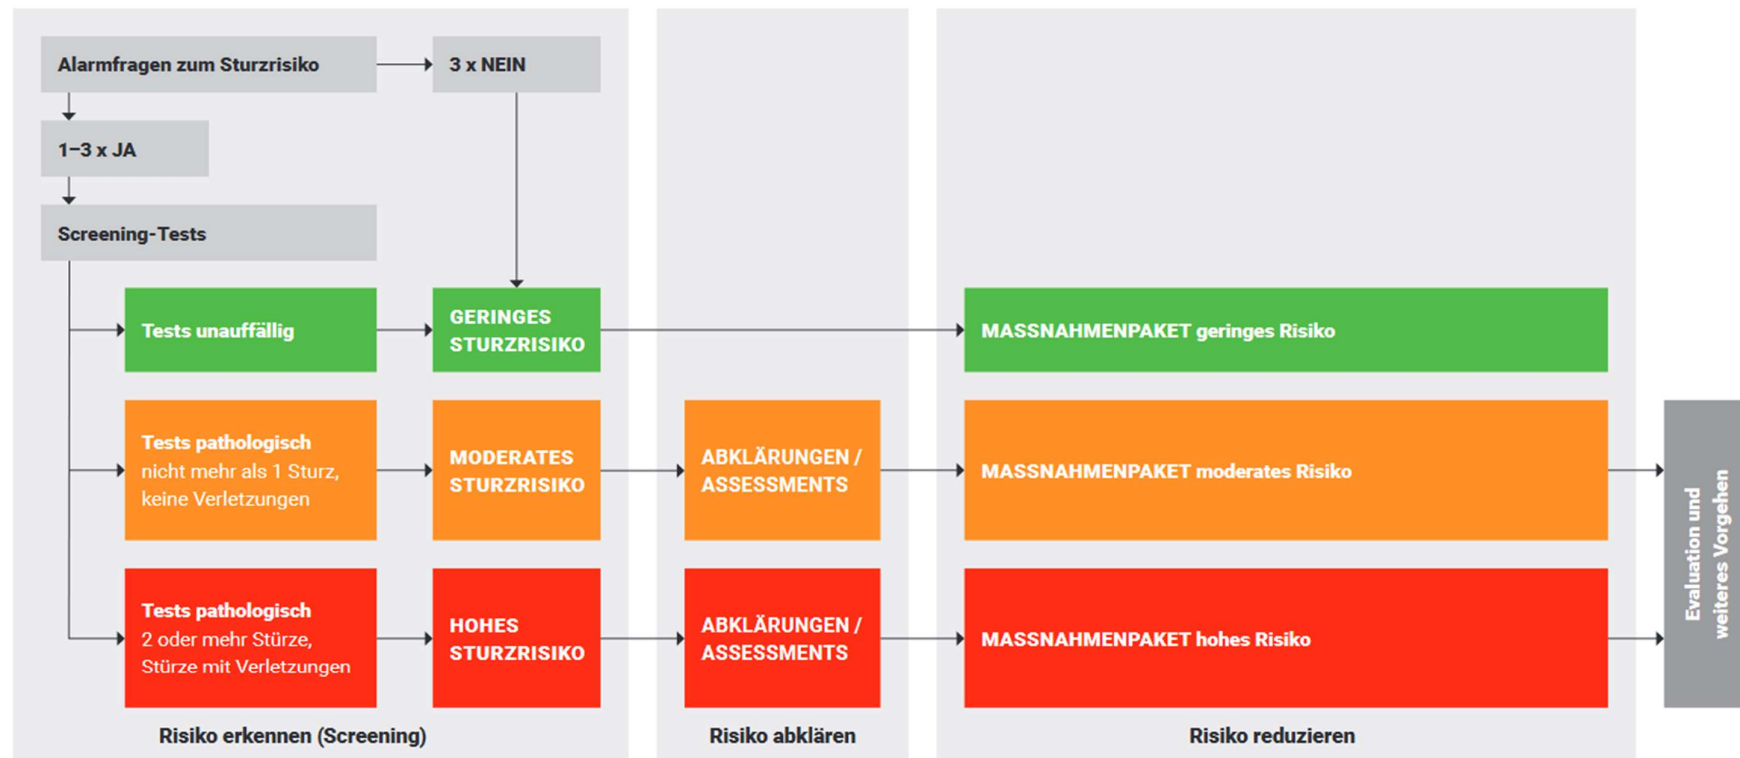 Alarmfragen zum Sturzrisiko
3 x NEIN
1–3 x JA
Screening-Tests
Tests unauffällig
GERINGES
STURZRISIKO
MASSNAHMENPAKET geringes Risiko
Tests pathologisch
nicht mehr als 1 Sturz,
keine Verletzungen
MODERATES
STURZRISIKO
ABKLÄRUNGEN /
ASSESSMENTS
MASSNAHMENPAKET moderates Risiko
Tests pathologisch
2 oder mehr Stürze,
Stürze mit Verletzungen
HOHES
STURZRISIKO
ABKLÄRUNGEN /
ASSESSMENTS
MASSNAHMENPAKET hohes Risiko
Evaluation und
weiteres Vorgehen
Risiko erkennen (Screening)
Risiko abklären
Risiko reduzieren